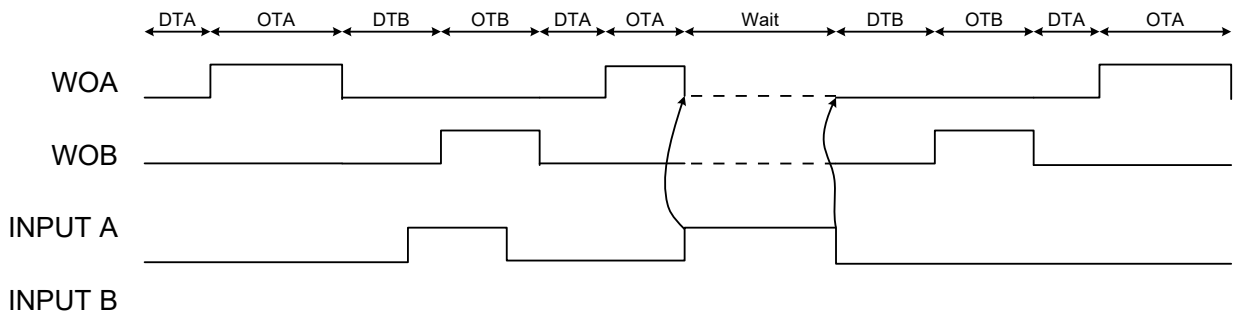 DTA OTA DTB OTB DTA OTA Wait DTB OTB DTA OTA
WOA
WOB
INPUT A
INPUT B